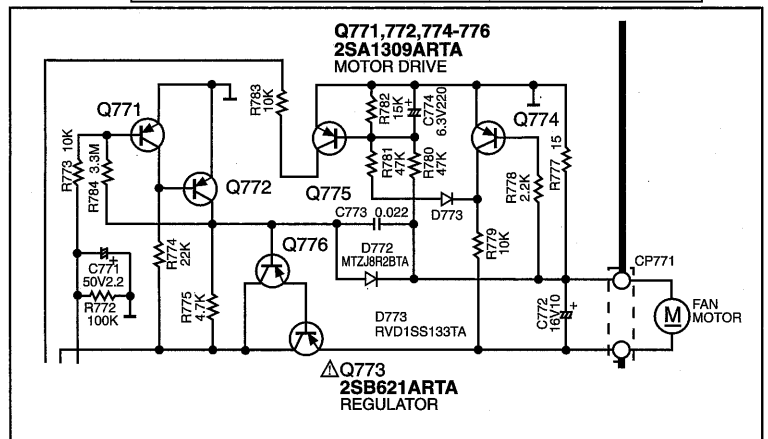 Q771,772,774-776
2SA1309ARTA
MOTOR DRIVE
Q771
R783
10K
R782
15K
C774
6.3V220
+
Q774
R773 10K
R784 3.3M
Q772
Q775
R781
47K
R780
47K
R778
2.2K
R777 15
C773 0.022
D773
Q776
R774
22K
D772
MTZJ8R2BTA
R779
10K
CP771
C771
50V2.2
+
R772
100K
R775
4.7K
D773
RVD1SS133TA
C772
16V10
+
M
FAN
MOTOR
Q773
2SB621ARTA
REGULATOR